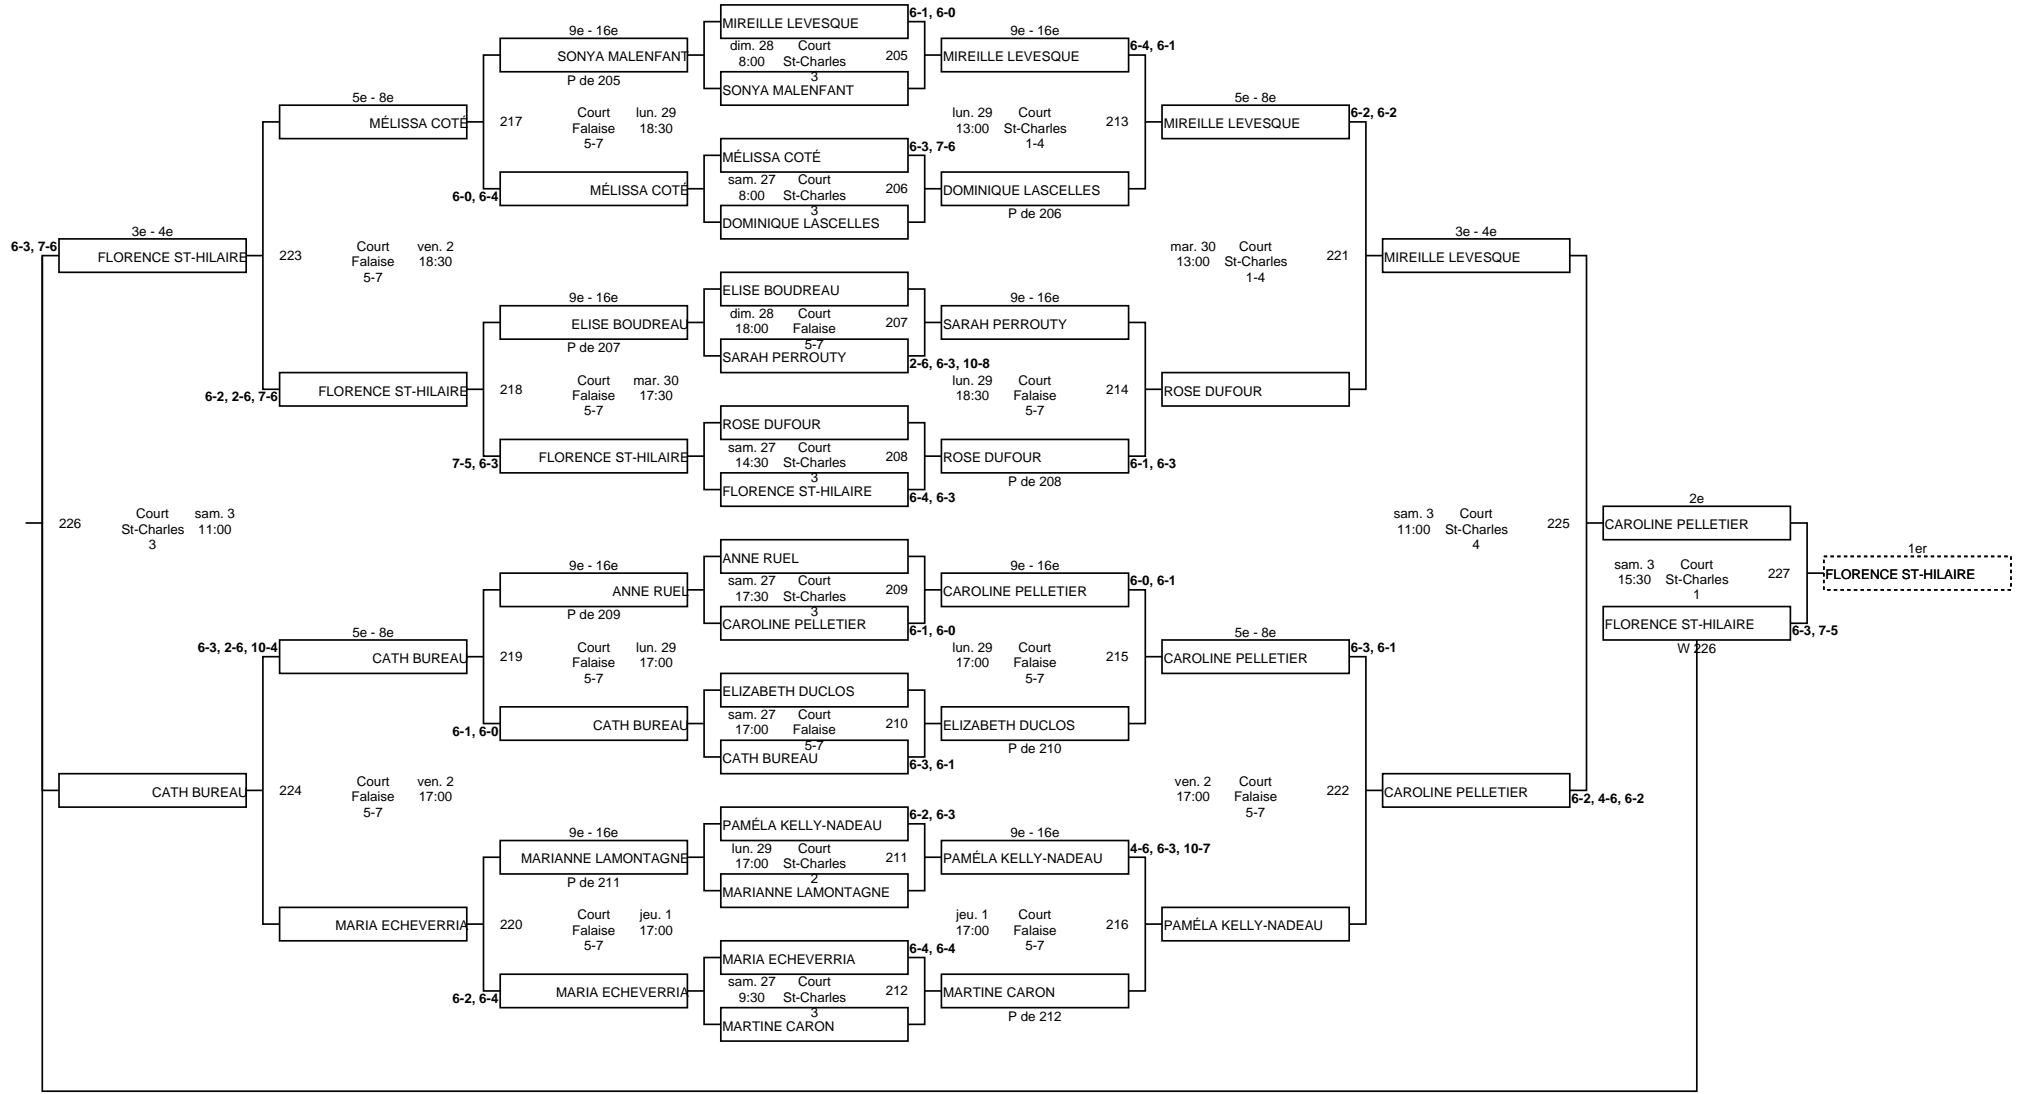 MIREILLE LEVESQUE
6-1, 6-0
9e - 16e
SONYA MALENFANT
P de 205
dim. 28 Court
8:00 St-Charles
3
205
9e - 16e
MIREILLE LEVESQUE
6-4, 6-1
SONYA MALENFANT
5e - 8e
MÉLISSA COTÉ
217
Court lun. 29
Falaise 18:30
5-7
lun. 29 Court
13:00 St-Charles
1-4
213
5e - 8e
MIREILLE LEVESQUE
6-2, 6-2
MÉLISSA COTÉ
6-3, 7-6
6-0, 6-4
MÉLISSA COTÉ
sam. 27 Court
8:00 St-Charles
3
206
DOMINIQUE LASCELLES
P de 206
DOMINIQUE LASCELLES
3e - 4e
6-3, 7-6
FLORENCE ST-HILAIRE
223
Court ven. 2
Falaise 18:30
5-7
mar. 30 Court
13:00 St-Charles
1-4
221
3e - 4e
MIREILLE LEVESQUE
ELISE BOUDREAU
9e - 16e
ELISE BOUDREAU
P de 207
dim. 28 Court
18:00 Falaise
5-7
207
9e - 16e
SARAH PERROUTY
SARAH PERROUTY
2-6, 6-3, 10-8
6-2, 2-6, 7-6
FLORENCE ST-HILAIRE
218
Court mar. 30
Falaise 17:30
5-7
lun. 29 Court
18:30 Falaise
5-7
214
ROSE DUFOUR
ROSE DUFOUR
7-5, 6-3
FLORENCE ST-HILAIRE
sam. 27 Court
14:30 St-Charles
3
208
ROSE DUFOUR
6-1, 6-3
P de 208
FLORENCE ST-HILAIRE
6-4, 6-3
226
Court sam. 3
St-Charles 11:00
3
sam. 3 Court
11:00 St-Charles
4
225
2e
CAROLINE PELLETIER
ANNE RUEL
9e - 16e
ANNE RUEL
P de 209
sam. 27 Court
17:30 St-Charles
3
209
9e - 16e
CAROLINE PELLETIER
6-0, 6-1
sam. 3 Court
15:30 St-Charles
1
227
1er
FLORENCE ST-HILAIRE
CAROLINE PELLETIER
6-1, 6-0
FLORENCE ST-HILAIRE
6-3, 7-5
W 226
5e - 8e
6-3, 2-6, 10-4
CATH BUREAU
219
Court lun. 29
Falaise 17:00
5-7
lun. 29 Court
17:00 Falaise
5-7
215
5e - 8e
CAROLINE PELLETIER
6-3, 6-1
ELIZABETH DUCLOS
6-1, 6-0
CATH BUREAU
sam. 27 Court
17:00 Falaise
5-7
210
ELIZABETH DUCLOS
P de 210
CATH BUREAU
6-3, 6-1
CATH BUREAU
224
Court ven. 2
Falaise 17:00
5-7
ven. 2 Court
17:00 Falaise
5-7
222
CAROLINE PELLETIER
6-2, 4-6, 6-2
PAMÉLA KELLY-NADEAU
6-2, 6-3
9e - 16e
MARIANNE LAMONTAGNE
P de 211
lun. 29 Court
17:00 St-Charles
2
211
9e - 16e
PAMÉLA KELLY-NADEAU
4-6, 6-3, 10-7
MARIANNE LAMONTAGNE
MARIA ECHEVERRIA
220
Court jeu. 1
Falaise 17:00
5-7
jeu. 1 Court
17:00 Falaise
5-7
216
PAMÉLA KELLY-NADEAU
MARIA ECHEVERRIA
6-4, 6-4
6-2, 6-4
MARIA ECHEVERRIA
sam. 27 Court
9:30 St-Charles
3
212
MARTINE CARON
P de 212
MARTINE CARON